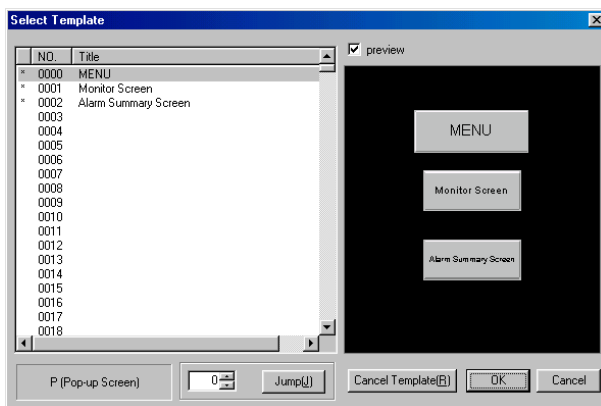 Select Template
preview
NO. Title
* 0000 MENU
* 0001 Monitor Screen
* 0002 Alarm Summary Screen
0003
0004
0005
0006
0007
0008
0009
0010
0011
0012
0013
0014
0015
0016
0017
0018
MENU
Monitor Screen
Alarm Summary Screen
P (Pop-up Screen)
0
Jump(J)
Cancel Template(R)
OK
Cancel